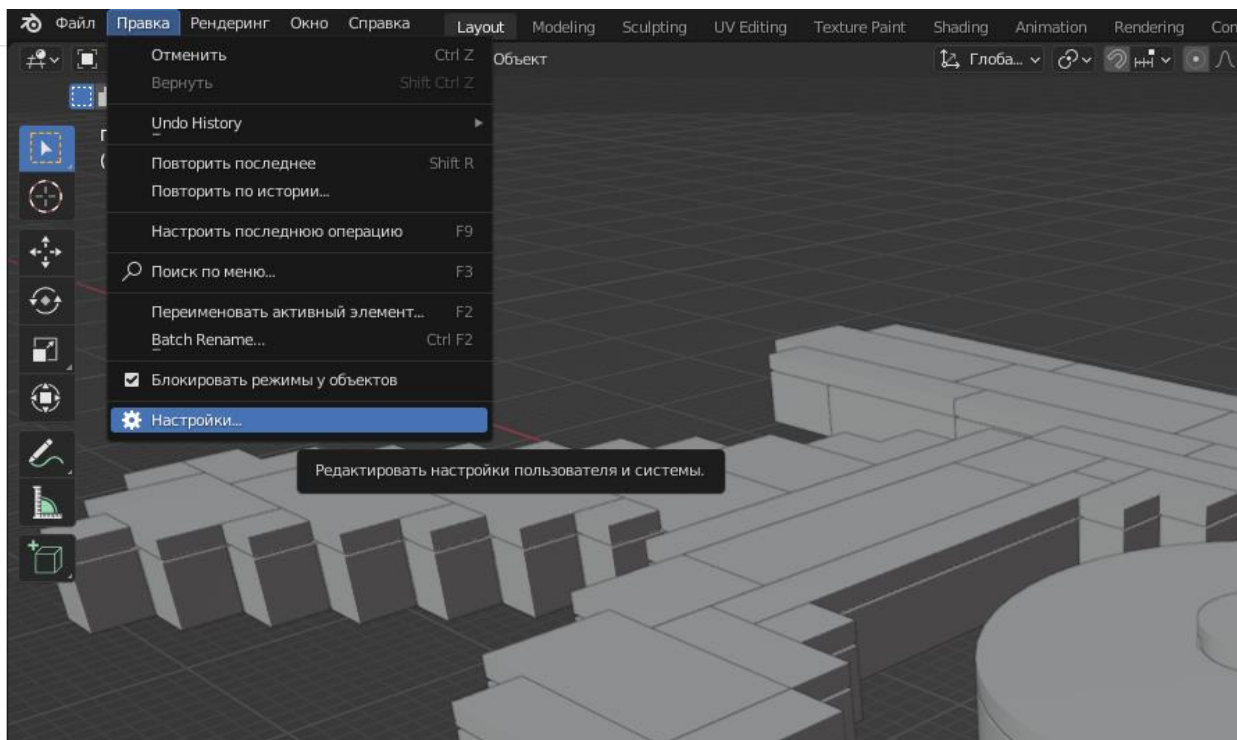 Файл Правка Рендеринг Окно Справка Layout Modeling Sculpting UV Editing Texture Paint Shading Animation Rendering
Объект Глоба...
Отменить Ctrl Z
Вернуть Shift Ctrl Z
Undo History
Повторить последнее Shift R
Повторить по истории...
Настроить последнюю операцию F9
Поиск по меню... F3
Переименовать активный элемент... F2
Batch Rename... Ctrl F2
Блокировать режимы у объектов
Настройки...
Редактировать настройки пользователя и системы.